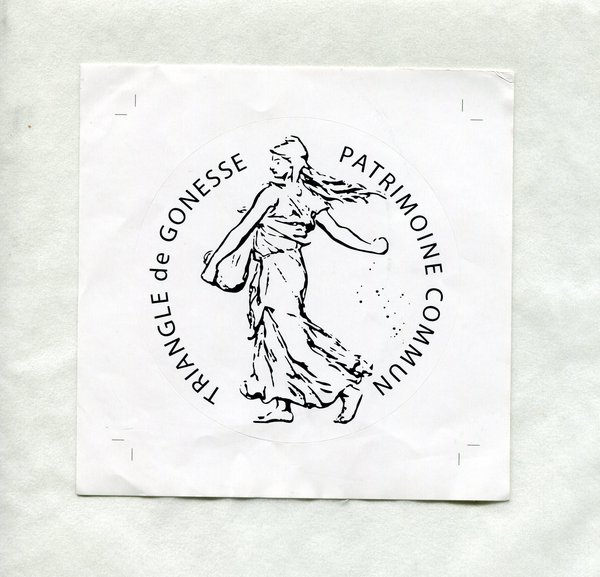 TRIANGLE de GONESSE
PATRIMOINE COMMUN